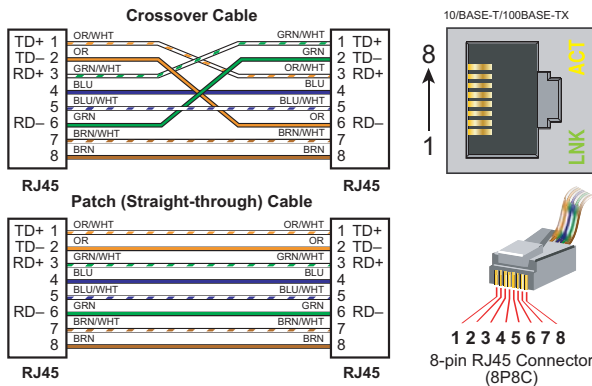 Crossover Cable
TD+ 1 OR/WHT GRN/WHT 1 TD+
TD– 2 OR GRN 2 TD–
RD+ 3 GRN/WHT OR/WHT 3 RD+
4 BLU BLU 4
5 BLU/WHT BLU/WHT 5
RD– 6 GRN OR 6 RD–
7 BRN/WHT BRN/WHT 7
8 BRN BRN 8
RJ45 RJ45
Patch (Straight-through) Cable
TD+ 1 OR/WHT OR/WHT 1 TD+
TD– 2 OR OR 2 TD–
RD+ 3 GRN/WHT GRN/WHT 3 RD+
4 BLU BLU 4
5 BLU/WHT BLU/WHT 5
RD– 6 GRN GRN 6 RD–
7 BRN/WHT BRN/WHT 7
8 BRN BRN 8
RJ45 RJ45
10/BASE-T/100BASE-TX
8
1
ACT
LNK
1 2 3 4 5 6 7 8
8-pin RJ45 Connector
(8P8C)